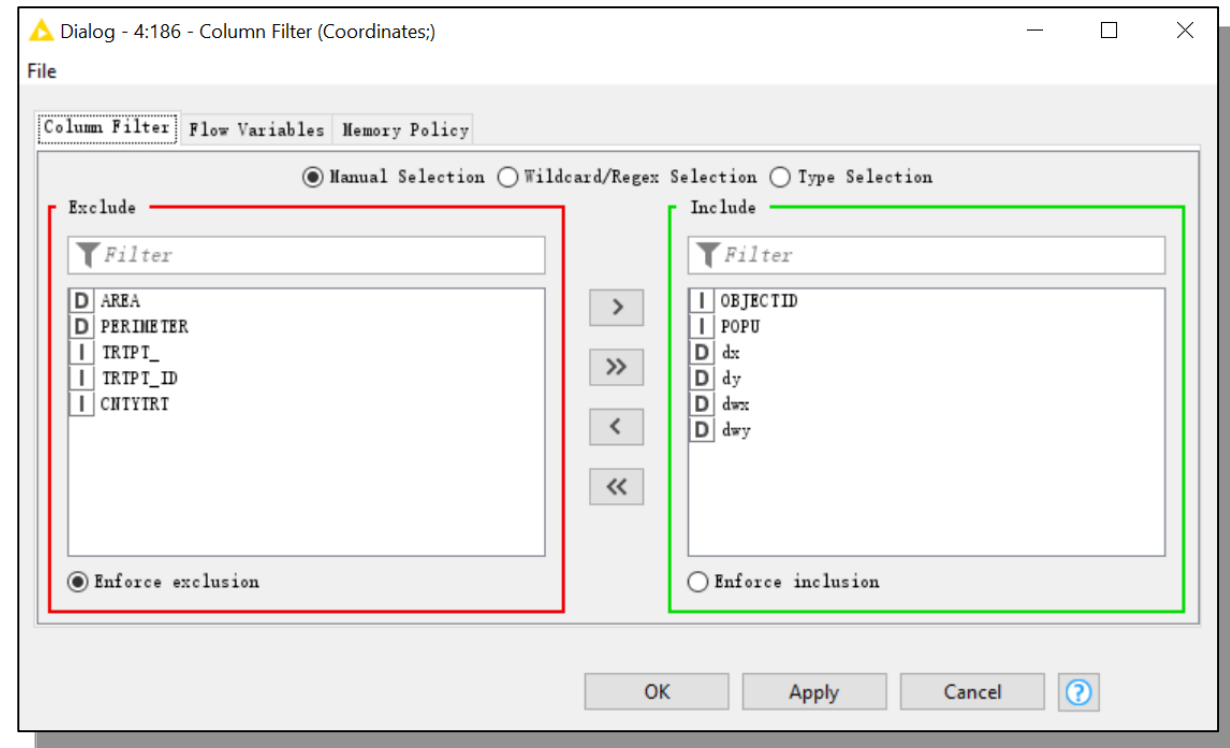 Dialog - 4:186 - Column Filter (Coordinates;)
File
Column Filter Flow Variables Memory Policy
Manual Selection Wildcard/Regex Selection Type Selection
Exclude
Filter
D AREA
D PERIMETER
I TRTPT_
I TRTPT_ID
I CNTYTRT
Enforce exclusion
>
>>
<
<<
Include
Filter
I OBJECTID
I POPU
D dx
D dy
D dwx
D dwy
Enforce inclusion
OK Apply Cancel ?